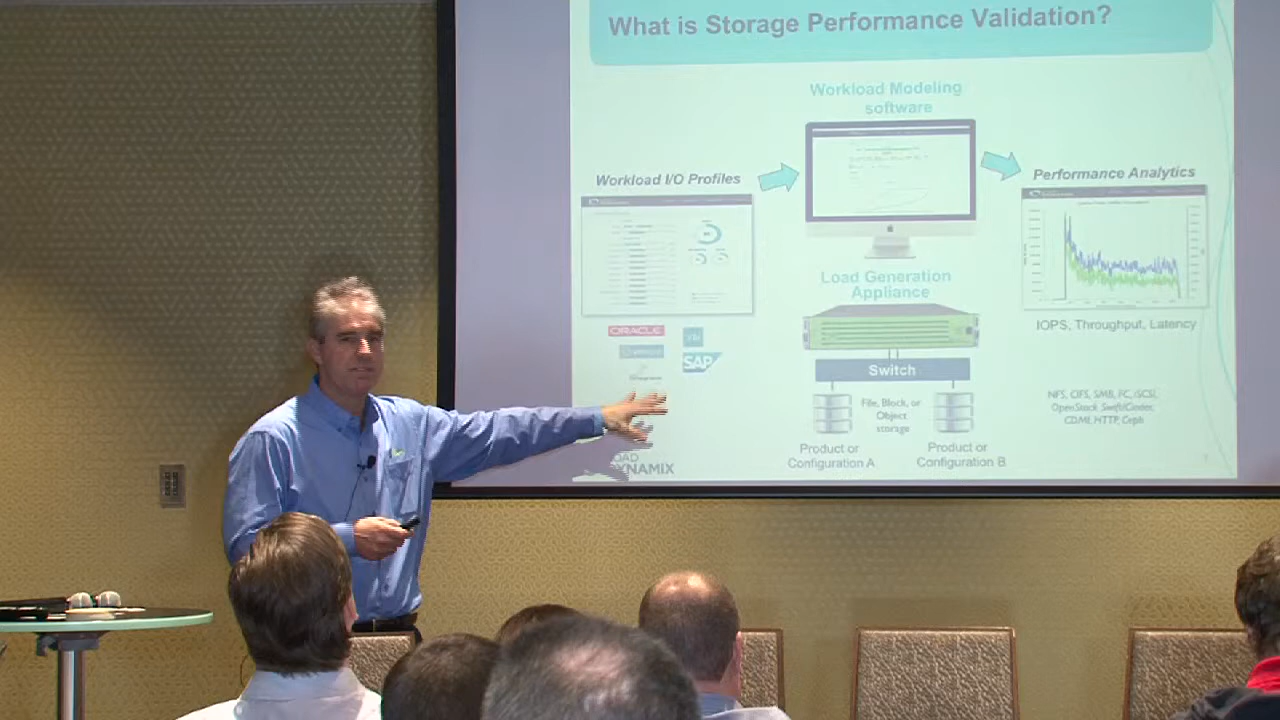 What is Storage Performance Validation?
Workload Modeling
software
Workload I/O Profiles
Performance Analytics
Load Generation
Appliance
IOPS, Throughput, Latency
ORACLE
SAP
Switch
File, Block, or
Object
storage
NFS, CIFS, SMB, FC, iSCSI,
OpenStack Swift/Cinder,
CDMI, HTTP, Ceph
Product or
Configuration A
Product or
Configuration B
DYNAMIX